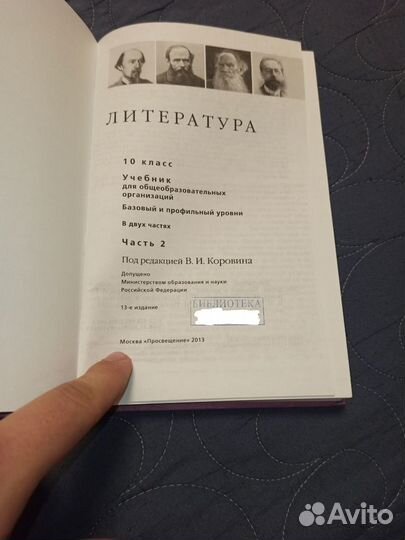 ЛИТЕРАТУРА
10 класс
Учебник
для общеобразовательных
организаций
Базовый и профильный уровни
В двух частях
Часть 2
Под редакцией В. И. Коровина
Допущено
Министерством образования и науки
Российской Федерации
13-е издание
БИБЛИОТЕКА
Москва «Просвещение» 2013
Avito